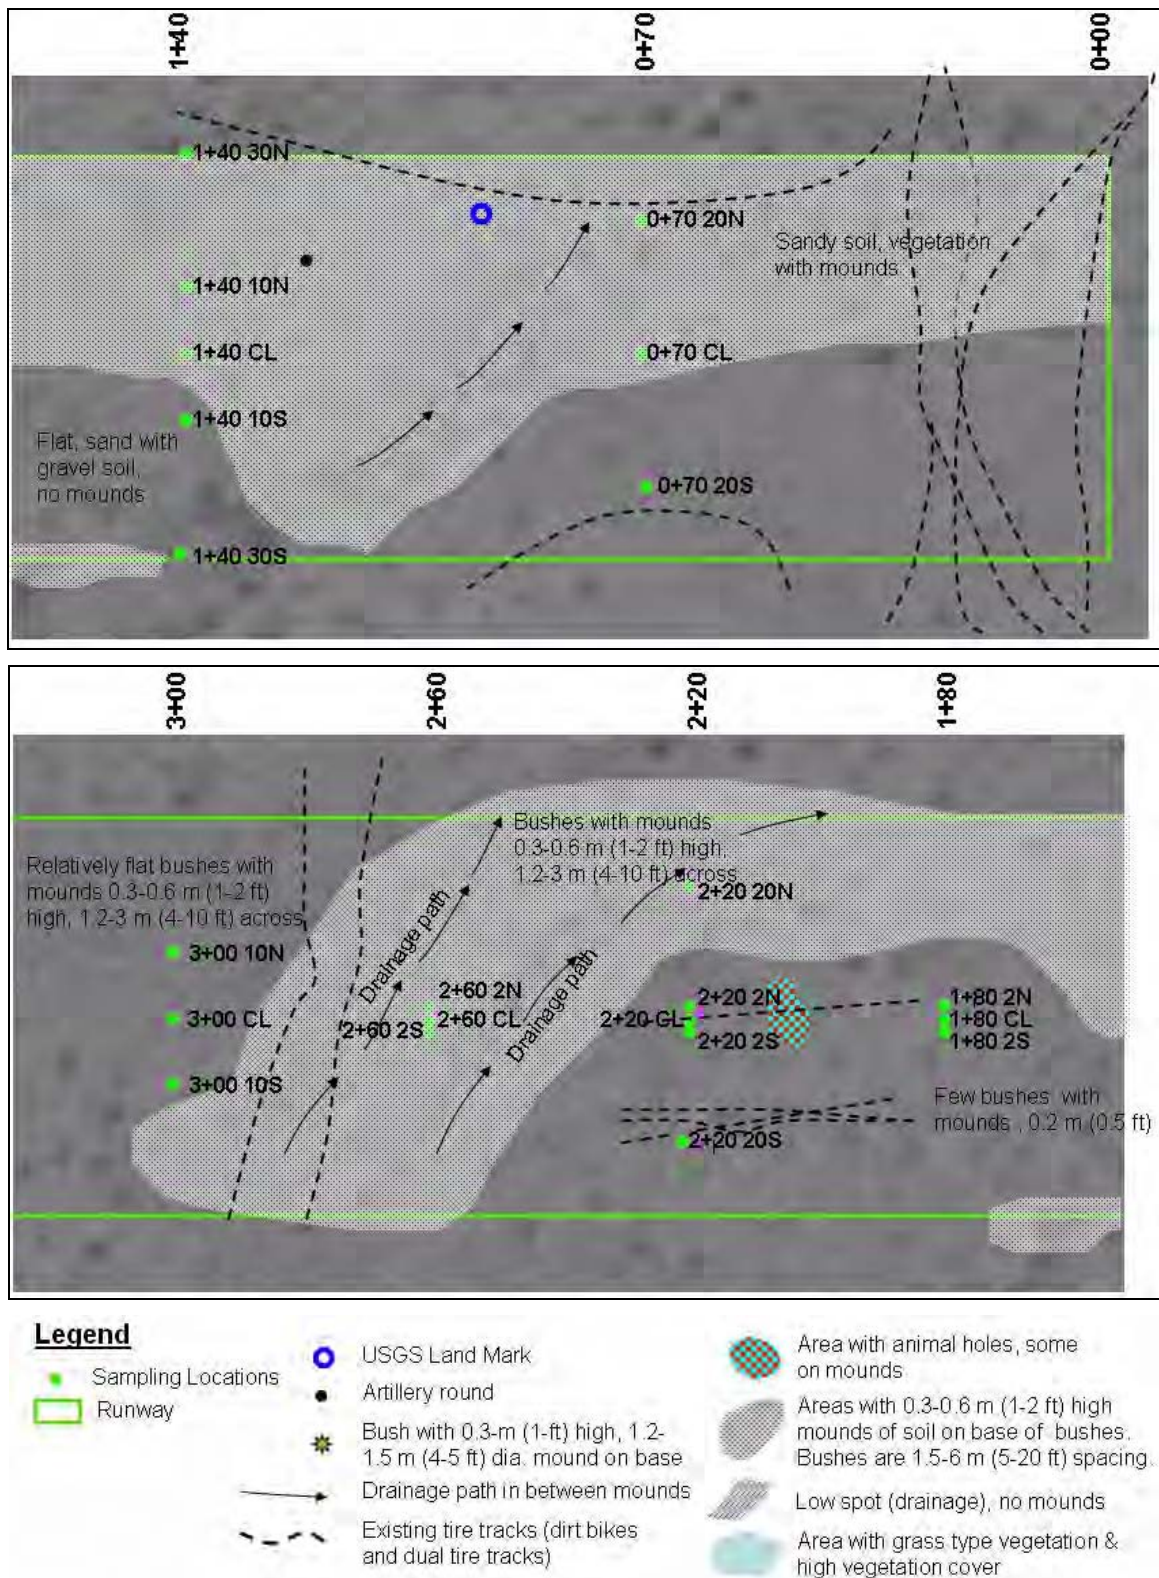 1+40
0+70
0+00
1+40 30N
0+70 20N
Sandy soil, vegetation
with mounds
1+40 10N
1+40 CL
0+70 CL
1+40 10S
Flat, sand with
gravel soil,
no mounds
0+70 20S
1+40 30S
3+00
2+60
2+20
1+80
Bushes with mounds
0.3-0.6 m (1-2 ft) high,
1.2-3 m (4-10 ft) across
Relatively flat bushes with
mounds 0.3-0.6 m (1-2 ft)
high, 1.2-3 m (4-10 ft) across
2+20 20N
3+00 10N
Drainage path
Drainage path
2+60 2N
2+60 CL
2+60 2S
3+00 CL
2+20 2N
2+20 CL
2+20 2S
1+80 2N
1+80 CL
1+80 2S
3+00 10S
Few bushes with
mounds , 0.2 m (0.5 ft)
2+20 20S
Legend
Sampling Locations
Runway
USGS Land Mark
Artillery round
Bush with 0.3-m (1-ft) high, 1.2-
1.5 m (4-5 ft) dia. mound on base
Drainage path in between mounds
Existing tire tracks (dirt bikes
and dual tire tracks)
Area with animal holes, some
on mounds
Areas with 0.3-0.6 m (1-2 ft) high
mounds of soil on base of bushes.
Bushes are 1.5-6 m (5-20 ft) spacing.
Low spot (drainage), no mounds
Area with grass type vegetation &
high vegetation cover